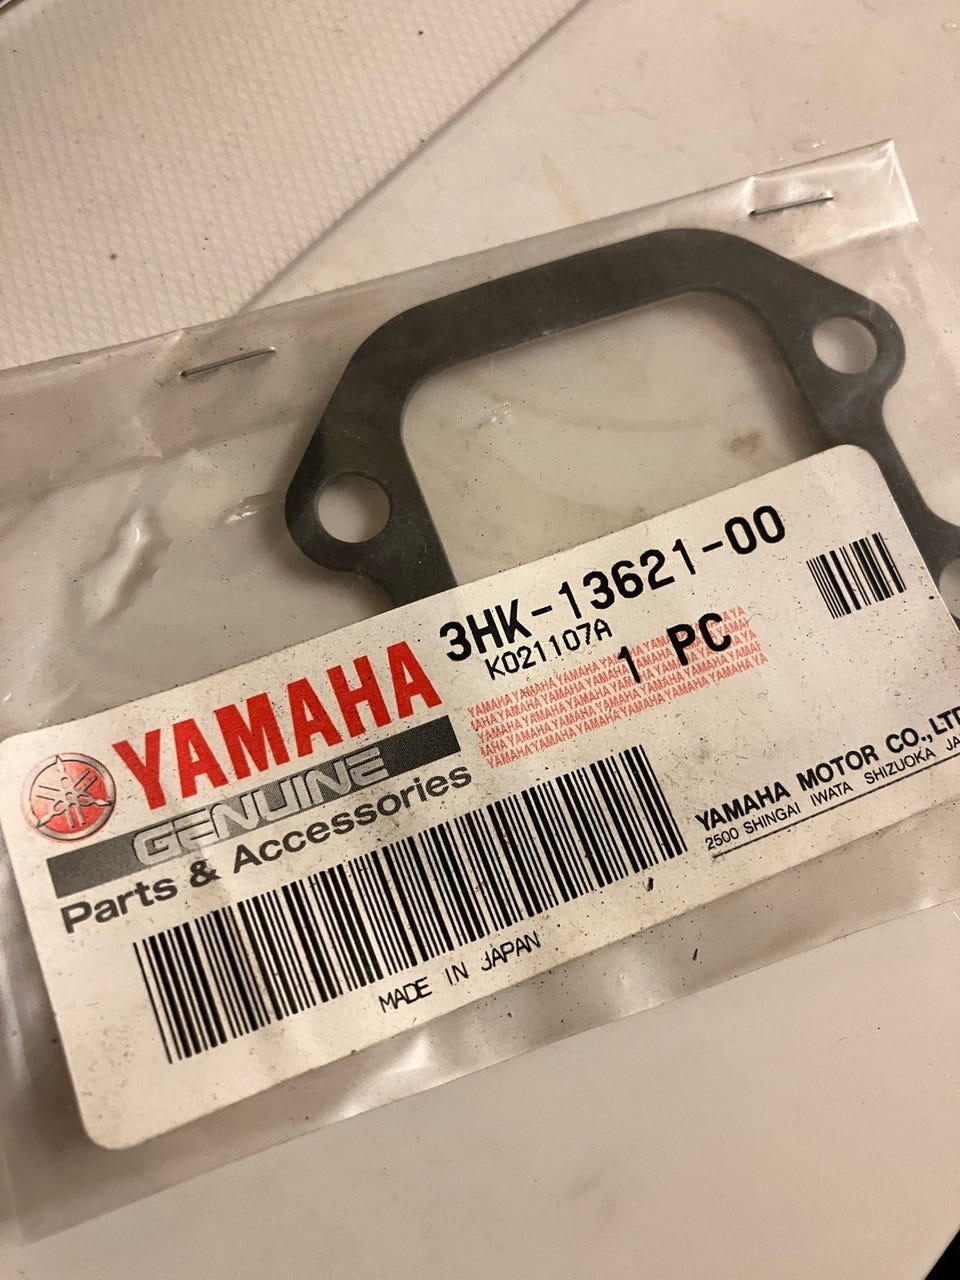 3HK-13621-00
K021107A
1 PC
YAMAHA
GENUINE
Parts & Accessories
YAMAHA MOTOR CO., LTD
2500 SHINGAI IWATA SHIZUOKA JA
MADE IN JAPAN